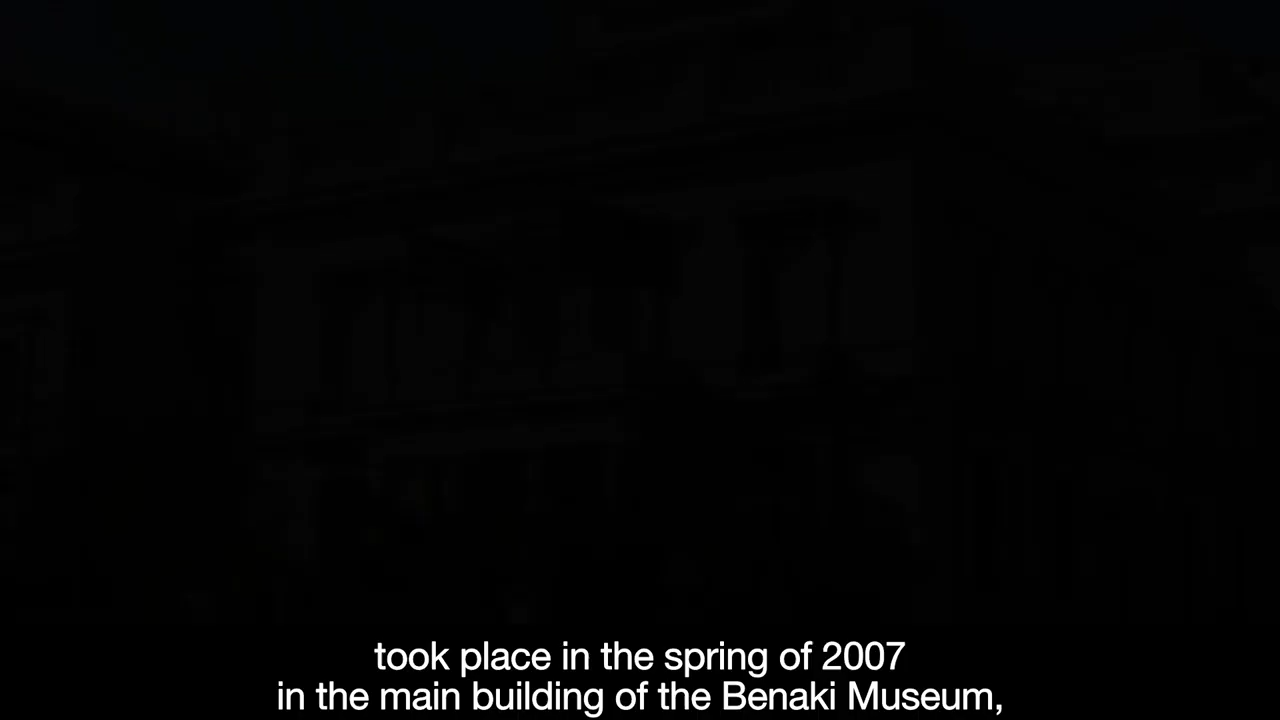 took place in the spring of 2007
in the main building of the Benaki Museum,